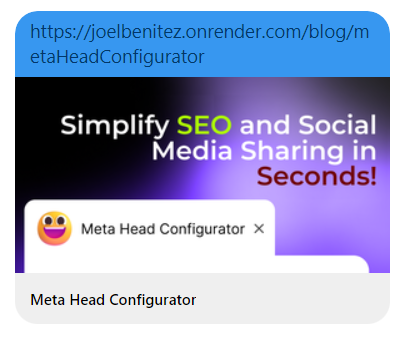 https://joelbenitez.onrender.com/blog/m
etaHeadConfigurator
Simplify SEO and Social
Media Sharing in
Seconds!
Meta Head Configurator ×
Meta Head Configurator